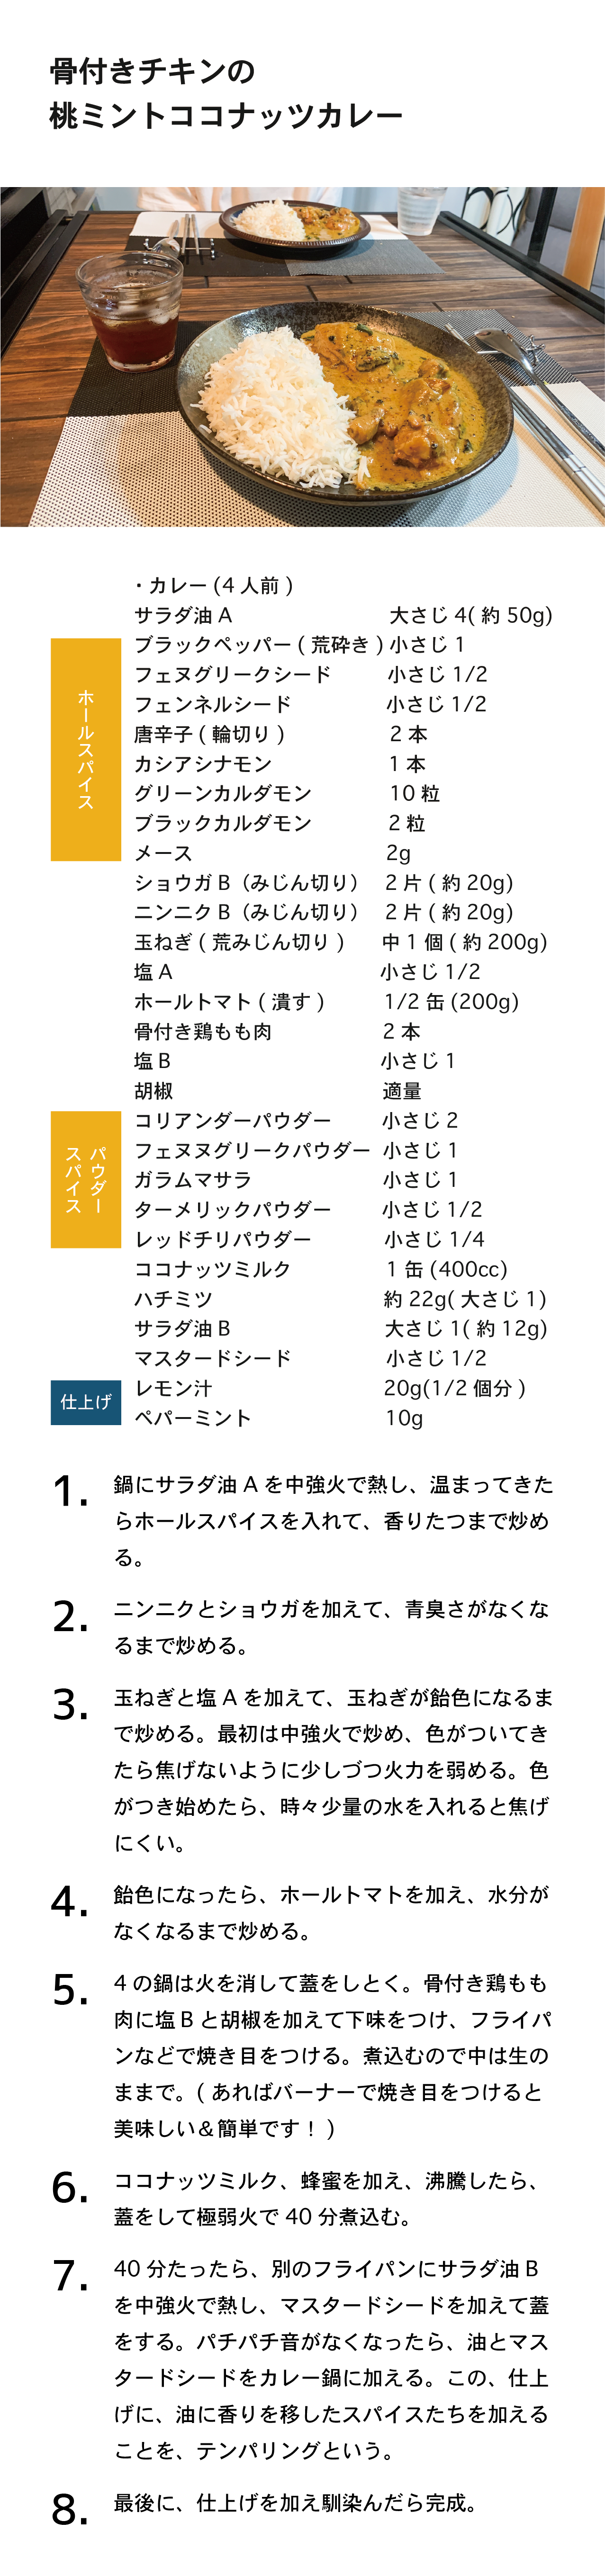 骨付きチキンの
桃ミントココナッツカレー
・カレー (4 人前 )
サラダ油 A 大さじ 4( 約 50g)
ホールスパイス
ブラックペッパー ( 荒砕き ) 小さじ 1
フェヌグリークシード 小さじ 1/2
フェンネルシード 小さじ 1/2
唐辛子 ( 輪切り ) 2 本
カシアシナモン 1 本
グリーンカルダモン 10 粒
ブラックカルダモン 2 粒
メース 2g
ショウガ B（みじん切り） 2 片 ( 約 20g)
ニンニク B（みじん切り） 2 片 ( 約 20g)
玉ねぎ ( 荒みじん切り ) 中 1 個 ( 約 200g)
塩 A 小さじ 1/2
ホールトマト ( 潰す ) 1/2 缶 (200g)
骨付き鶏もも肉 2 本
塩 B 小さじ 1
胡椒 適量
パウダー
スパイス
コリアンダーパウダー 小さじ 2
フェヌヌグリークパウダー 小さじ 1
ガラムマサラ 小さじ 1
ターメリックパウダー 小さじ 1/2
レッドチリパウダー 小さじ 1/4
ココナッツミルク 1 缶 (400cc)
ハチミツ 約 22g( 大さじ 1)
サラダ油 B 大さじ 1( 約 12g)
マスタードシード 小さじ 1/2
仕上げ
レモン汁 20g(1/2 個分 )
ペパーミント 10g
1. 鍋にサラダ油 A を中強火で熱し、温まってきた
らホールスパイスを入れて、香りたつまで炒め
る。
2. ニンニクとショウガを加えて、青臭さがなくな
るまで炒める。
3. 玉ねぎと塩 A を加えて、玉ねぎが飴色になるま
で炒める。最初は中強火で炒め、色がついてき
たら焦げないように少しづつ火力を弱める。色
がつき始めたら、時々少量の水を入れると焦げ
にくい。
4. 飴色になったら、ホールトマトを加え、水分が
なくなるまで炒める。
5. 4 の鍋は火を消して蓋をしとく。骨付き鶏もも
肉に塩 B と胡椒を加えて下味をつけ、フライパ
ンなどで焼き目をつける。煮込むので中は生の
ままで。( あればバーナーで焼き目をつけると
美味しい＆簡単です！ )
6. ココナッツミルク、蜂蜜を加え、沸騰したら、
蓋をして極弱火で 40 分煮込む。
7. 40 分たったら、別のフライパンにサラダ油 B
を中強火で熱し、マスタードシードを加えて蓋
をする。パチパチ音がなくなったら、油とマス
タードシードをカレー鍋に加える。この、仕上
げに、油に香りを移したスパイスたちを加える
ことを、テンパリングという。
8. 最後に、仕上げを加え馴染んだら完成。